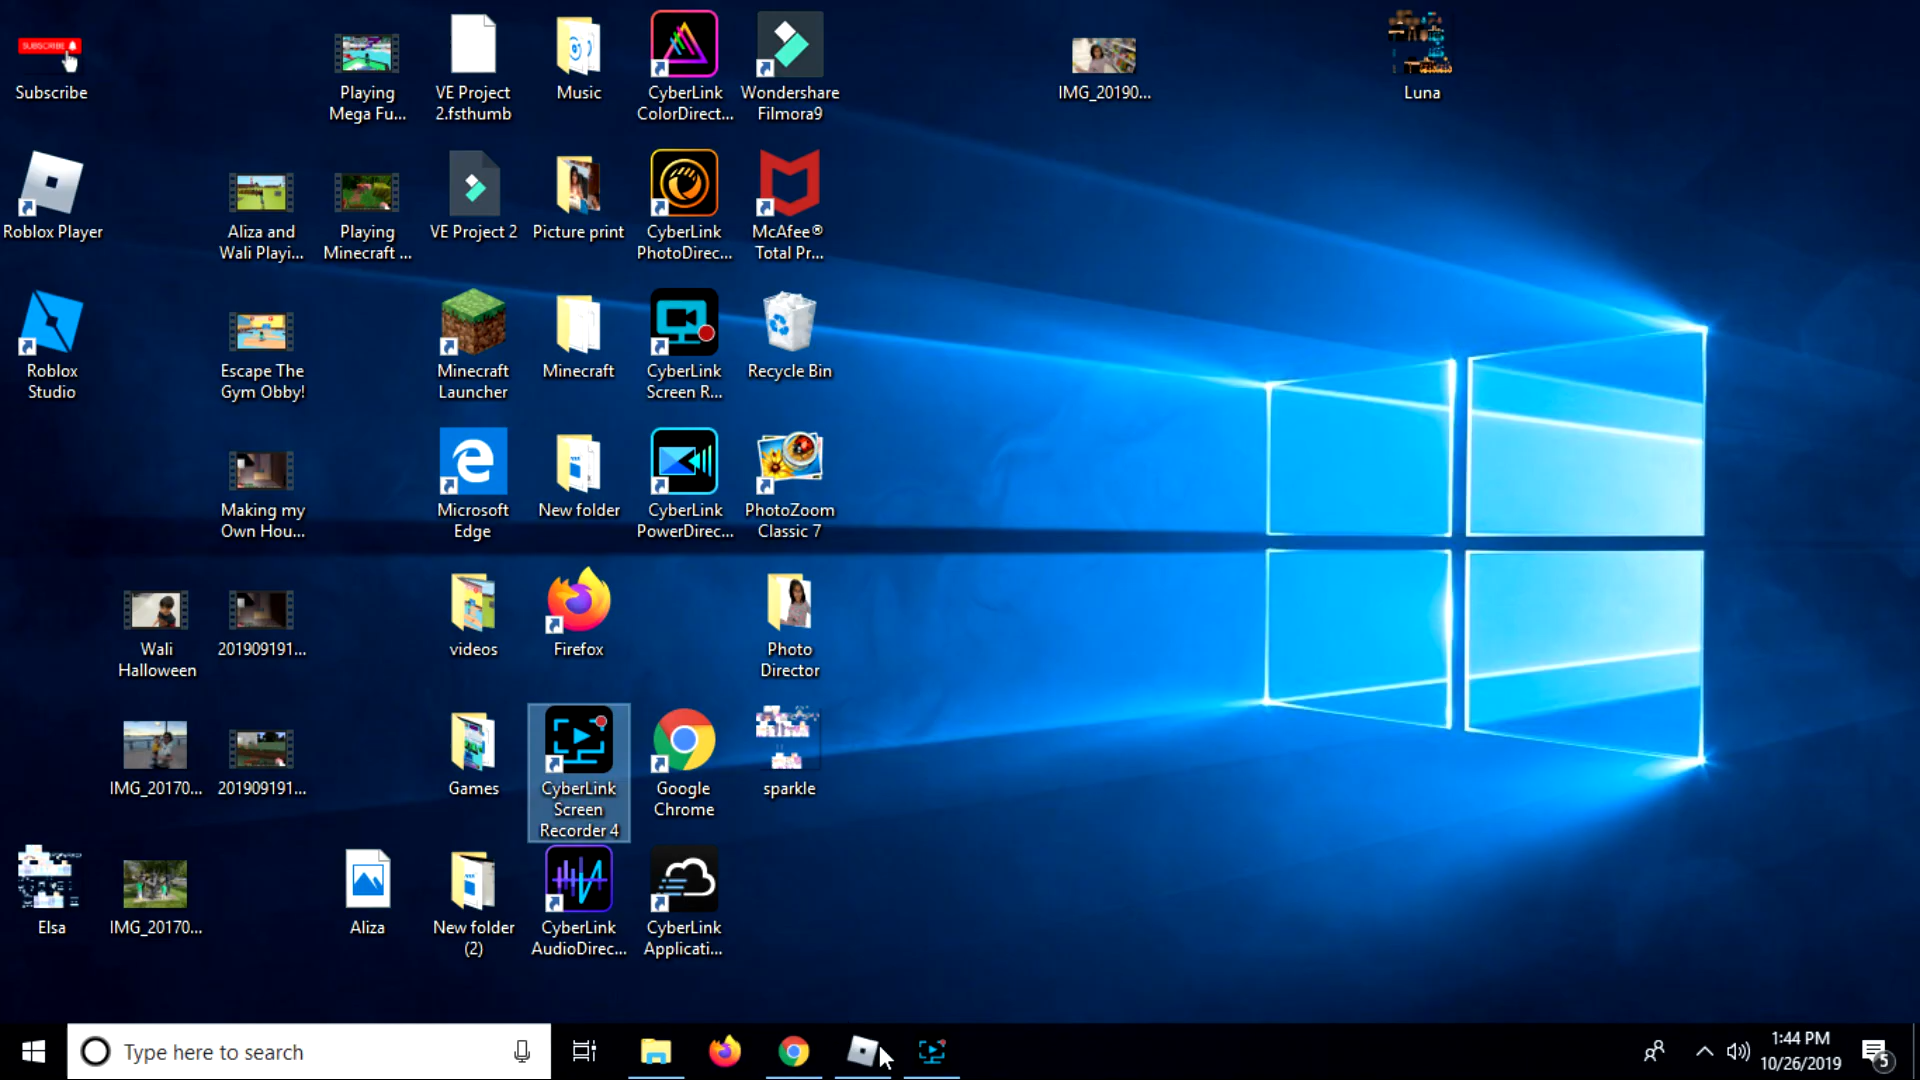 SUBSCRIBE
Subscribe
Playing
Mega Fu...
VE Project
2.fsthumb
Music
CyberLink
ColorDirect...
Wondershare
Filmora9
IMG_20190...
Luna
Roblox Player
Aliza and
Wali Playi...
Playing
Minecraft ...
VE Project 2
Picture print
CyberLink
PhotoDirec...
McAfee®
Total Pr...
Roblox
Studio
Escape The
Gym Obby!
Minecraft
Launcher
Minecraft
CyberLink
Screen R...
Recycle Bin
Making my
Own Hou...
Microsoft
Edge
New folder
CyberLink
PowerDirec...
PhotoZoom
Classic 7
Wali
Halloween
201909191...
videos
Firefox
Photo
Director
IMG_20170...
201909191...
Games
CyberLink
Screen
Recorder 4
Google
Chrome
sparkle
Elsa
IMG_20170...
Aliza
New folder
(2)
CyberLink
AudioDirec...
CyberLink
Applicati...
Type here to search
1:44 PM
10/26/2019
5